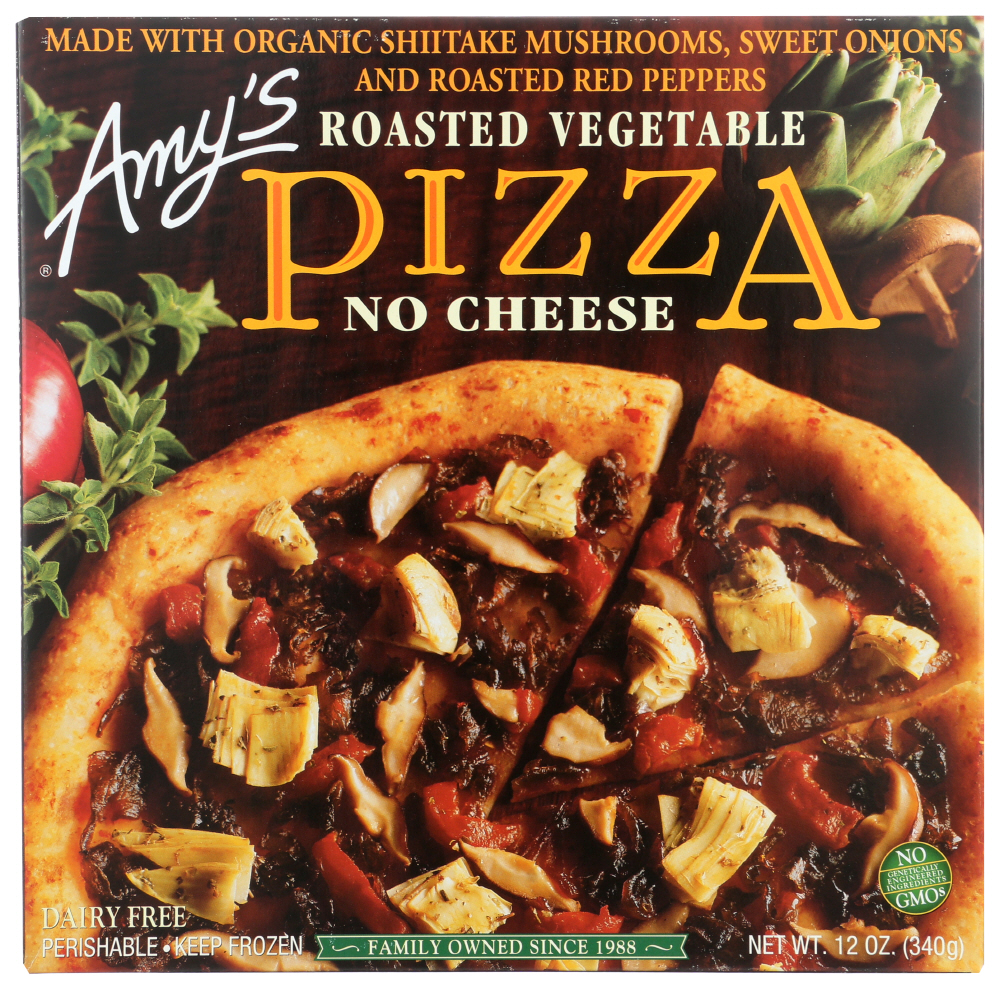 MADE WITH ORGANIC SHIITAKE MUSHROOMS, SWEET ONIONS
AND ROASTED RED PEPPERS
Amy's
®
ROASTED VEGETABLE
PIZZA
NO CHEESE
NO
GENETICALLY
ENGINEERED
INGREDIENTS
GMOs
DAIRY FREE
PERISHABLE • KEEP FROZEN
FAMILY OWNED SINCE 1988
NET WT. 12 OZ. (340g)